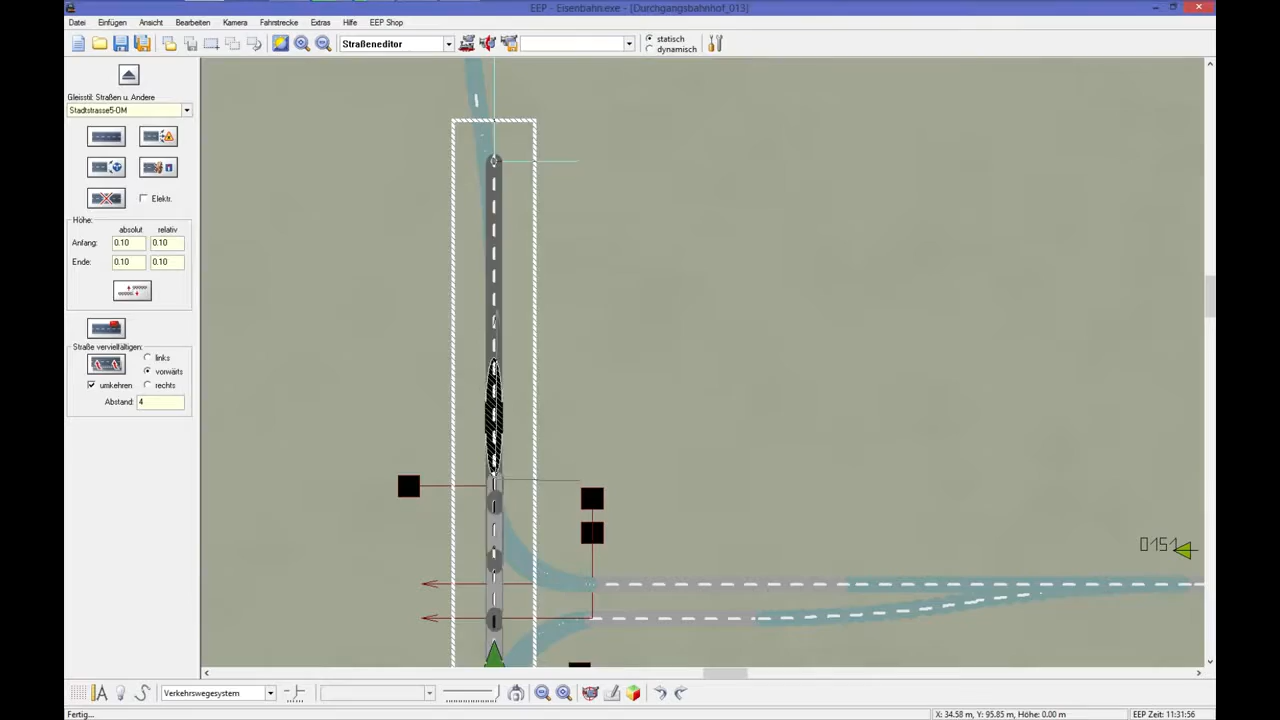 EEP - Eisenbahn.exe - [Durchgangsbahnhof_013]
Datei Einfügen Ansicht Bearbeiten Kamera Fahrstrecke Extras Hilfe EEP Shop
Straßeneditor
statisch
dynamisch
Gleisstil: Straßen u. Andere
Stadtstrasse5-DM
Elektr.
Höhe:
absolut relativ
Anfang: 0.10 0.10
Ende: 0.10 0.10
Straße vervielfältigen:
links
vorwärts
umkehren rechts
Abstand: 4
0151
Verkehrswegesystem
Fertig... X: 34.58 m, Y: 95.85 m, Höhe: 0.00 m EEP Zeit: 11:31:56